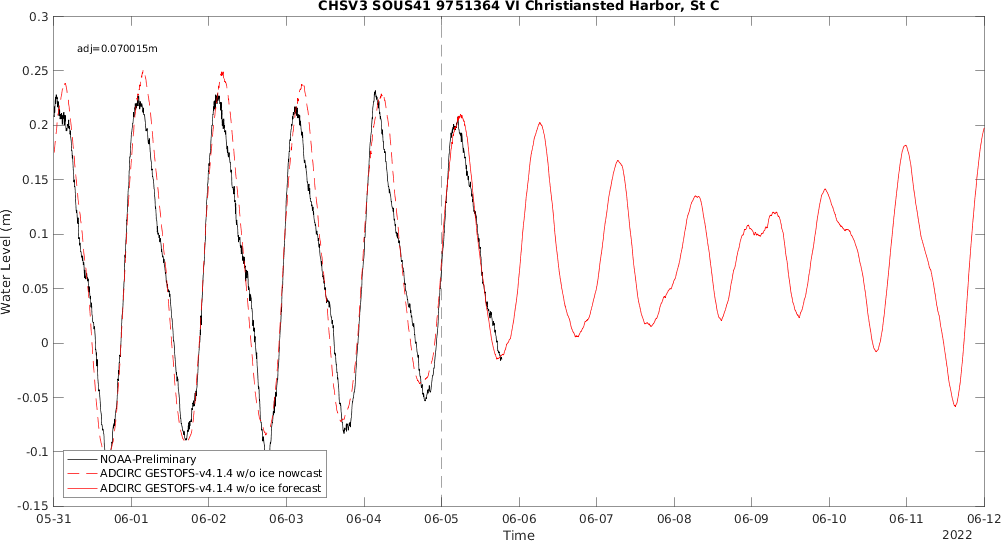 CHSV3 SOUS41 9751364 VI Christiansted Harbor, St C
adj=0.070015m
0.3
0.25
0.2
0.15
0.1
0.05
0
-0.05
-0.1
-0.15
Water Level (m)
NOAA-Preliminary
ADCIRC GESTOFS-v4.1.4 w/o ice nowcast
ADCIRC GESTOFS-v4.1.4 w/o ice forecast
05-31 06-01 06-02 06-03 06-04 06-05 06-06 06-07 06-08 06-09 06-10 06-11 06-12
Time
2022